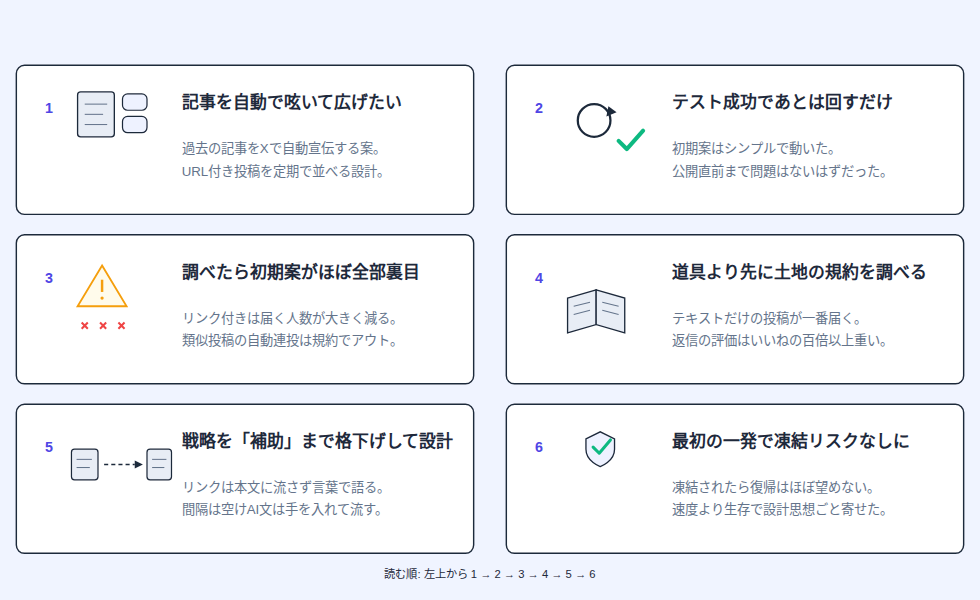 1
記事を自動で呟いて広げたい
過去の記事をXで自動宣伝する案。
URL付き投稿を定期で並べる設計。
2
テスト成功であとは回すだけ
初期案はシンプルで動いた。
公開直前まで問題はないはずだった。
3
調べたら初期案がほぼ全部裏目
リンク付きは届く人数が大きく減る。
類似投稿の自動連投は規約でアウト。
4
道具より先に土地の規約を調べる
テキストだけの投稿が一番届く。
返信の評価はいいねの百倍以上重い。
5
戦略を「補助」まで格下げして設計
リンクは本文に流さず言葉で語る。
間隔は空けAI文は手を入れて流す。
6
最初の一発で凍結リスクなしに
凍結されたら復帰はほぼ望めない。
速度より生存で設計思想ごと寄せた。
読む順: 左上から 1 → 2 → 3 → 4 → 5 → 6